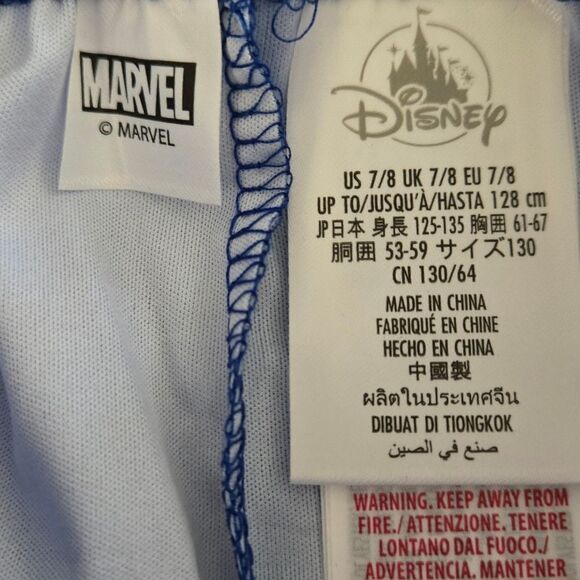 MARVEL
© MARVEL
Disney
US 7/8 UK 7/8 EU 7/8
UP TO/JUSQU'À/HASTA 128 cm
JP日本 身長 125-135 胸囲 61-67
胴囲 53-59 サイズ130
CN 130/64
MADE IN CHINA
FABRIQUÉ EN CHINE
HECHO EN CHINA
中國製
ผลิตในประเทศจีน
DIBUAT DI TIONGKOK
صنع في الصين
WARNING. KEEP AWAY FROM
FIRE./ ATTENZIONE. TENERE
LONTANO DAL FUOCO./
ADVERTENCIA. MANTENER